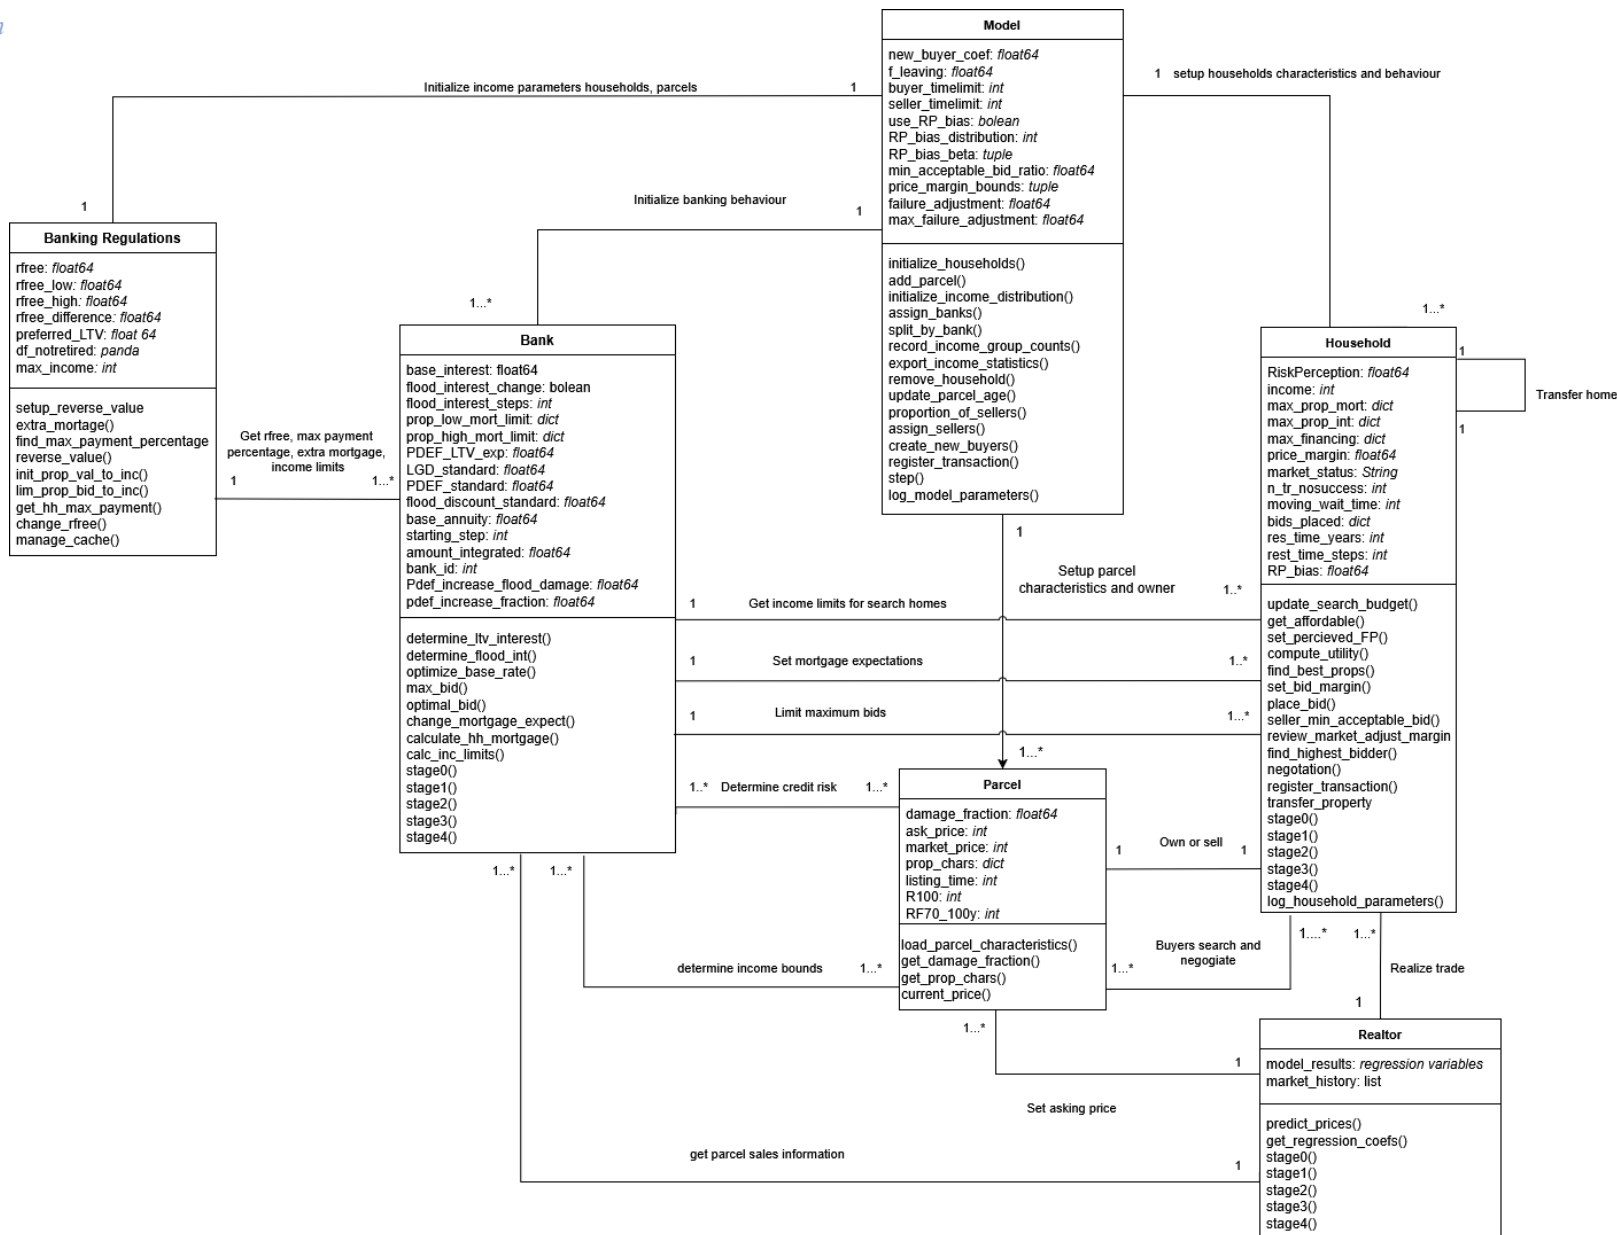 Model
new_buyer_coef: float64
f_leaving: float64
buyer_timelimit: int
seller_timelimit: int
use_RP_bias: bolean
RP_bias_distribution: int
RP_bias_beta: tuple
min_acceptable_bid_ratio: float64
price_margin_bounds: tuple
failure_adjustment: float64
max_failure_adjustment: float64
initialize_households()
add_parcel()
initialize_income_distribution()
assign_banks()
split_by_bank()
record_income_group_counts()
export_income_statistics()
remove_household()
update_parcel_age()
proportion_of_sellers()
assign_sellers()
create_new_buyers()
register_transaction()
step()
log_model_parameters()
Initialize income parameters households, parcels
1
1
1 setup households characteristics and behaviour
1...*
Initialize banking behaviour
1
1...*
Banking Regulations
rfree: float64
rfree_low: float64
rfree_high: float64
rfree_difference: float64
preferred_LTV: float 64
df_notretired: panda
max_income: int
setup_reverse_value
extra_mortage()
find_max_payment_percentage
reverse_value()
init_prop_val_to_inc()
lim_prop_bid_to_inc()
get_hh_max_payment()
change_rfree()
manage_cache()
Get rfree, max payment
percentage, extra mortgage,
income limits
1
1...*
Bank
base_interest: float64
flood_interest_change: bolean
flood_interest_steps: int
prop_low_mort_limit: dict
prop_high_mort_limit: dict
PDEF_LTV_exp: float64
LGD_standard: float64
PDEF_standard: float64
flood_discount_standard: float64
base_annuity: float64
starting_step: int
amount_integrated: float64
bank_id: int
Pdef_increase_flood_damage: float64
pdef_increase_fraction: float64
determine_ltv_interest()
determine_flood_int()
optimize_base_rate()
max_bid()
optimal_bid()
change_mortgage_expect()
calculate_hh_mortgage()
calc_inc_limits()
stage0()
stage1()
stage2()
stage3()
stage4()
Household
RiskPerception: float64
income: int
max_prop_mort: dict
max_prop_int: dict
max_financing: dict
price_margin: float64
market_status: String
n_tr_nosuccess: int
moving_wait_time: int
bids_placed: dict
res_time_years: int
rest_time_steps: int
RP_bias: float64
update_search_budget()
get_affordable()
set_percieved_FP()
compute_utility()
find_best_props()
set_bid_margin()
place_bid()
seller_min_acceptable_bid()
review_market_adjust_margin
find_highest_bidder()
negotation()
register_transaction()
transfer_property
stage0()
stage1()
stage2()
stage3()
stage4()
log_household_parameters()
1
Transfer home
1
1
Setup parcel
characteristics and owner
1...*
1 Get income limits for search homes 1..*
1 Set mortgage expectations 1..*
1 Limit maximum bids 1...*
1..* Determine credit risk 1...*
Parcel
damage_fraction: float64
ask_price: int
market_price: int
prop_chars: dict
listing_time: int
R100: int
RF70_100y: int
load_parcel_characteristics()
get_damage_fraction()
get_prop_chars()
current_price()
1 Own or sell 1
1...* 1...*
determine income bounds 1...*
Buyers search and
negogiate
1....*
1...*
1...*
Realize trade
1
1...*
1
Set asking price
get parcel sales information
1
Realtor
model_results: regression variables
market_history: list
predict_prices()
get_regression_coefs()
stage0()
stage1()
stage2()
stage3()
stage4()